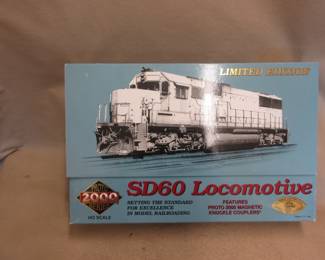 LIMITED EDITION
2000
HO SCALE
SD60 Locomotive
SETTING THE STANDARD
FOR EXCELLENCE
IN MODEL RAILROADING
FEATURES
PROTO 2000 MAGNETIC
KNUCKLE COUPLERS